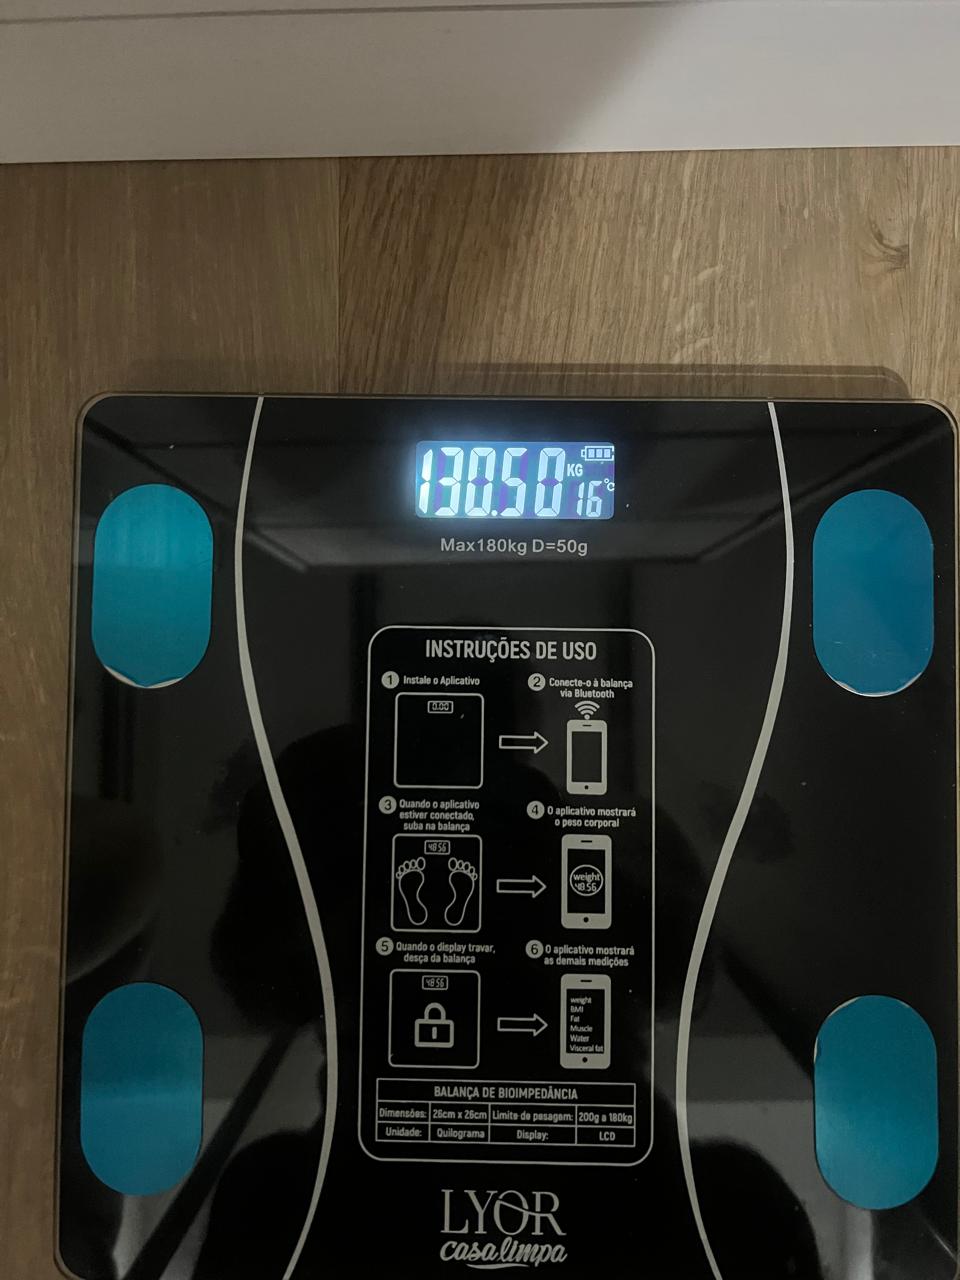 130.50 KG
16°C
Max180kg D=50g
INSTRUÇÕES DE USO
1 Instale o Aplicativo
0.00
2 Conecte-o à balança
via Bluetooth
3 Quando o aplicativo
estiver conectado,
suba na balança
48.56
4 O aplicativo mostrará
o peso corporal
weight
48.56
5 Quando o display travar,
desça da balança
48.56
6 O aplicativo mostrará
as demais medições
weight
BMI
Fat
Muscle
Water
Visceral fat
BALANÇA DE BIOIMPEDÂNCIA
Dimensões: 26cm x 26cm Limite de pesagem: 200g a 180kg
Unidade: Quilograma Display: LCD
LYOR
casa limpa